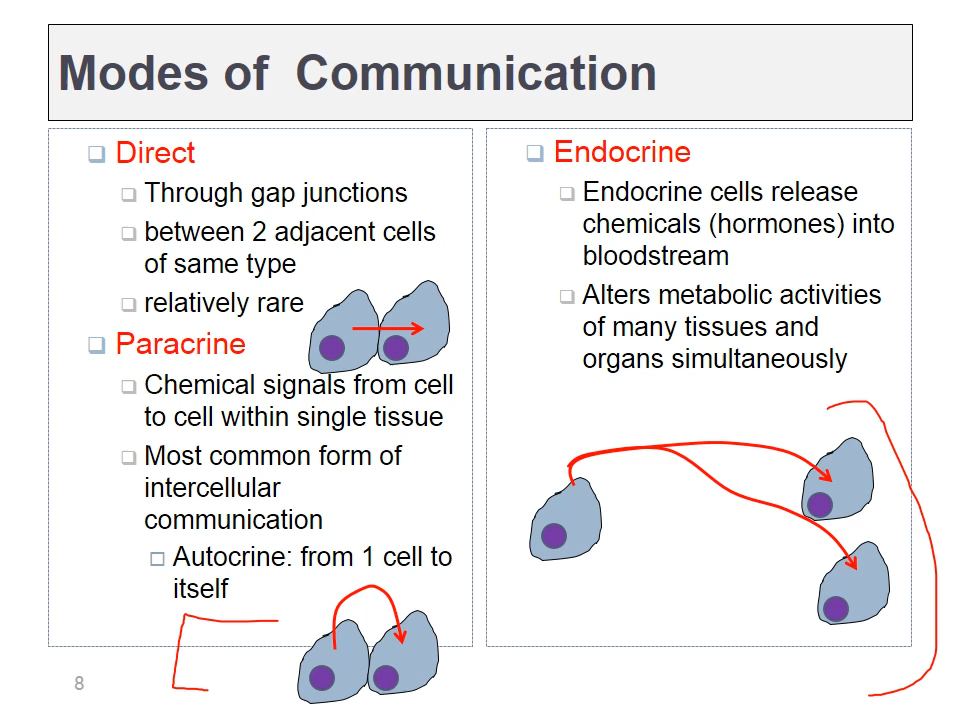 Modes of  Communication
Direct
Through gap junctions
between 2 adjacent cells
of same type
relatively rare
Paracrine
Chemical signals from cell
to cell within single tissue
Most common form of
intercellular
communication
Autocrine: from 1 cell to
itself
Endocrine
Endocrine cells release
chemicals (hormones) into
bloodstream
Alters metabolic activities
of many tissues and
organs simultaneously
8